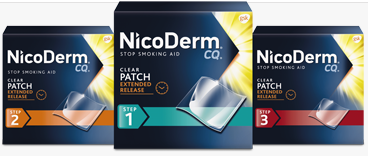 NicoDerm
CQ.
STOP SMOKING AID
CLEAR
PATCH
EXTENDED
RELEASE
STEP
2
NicoDerm
CQ.
STOP SMOKING AID
CLEAR
PATCH
EXTENDED
RELEASE
STEP
1
gsk
NicoDerm
CQ.
STOP SMOKING AID
CLEAR
PATCH
EXTENDED
RELEASE
STEP
3